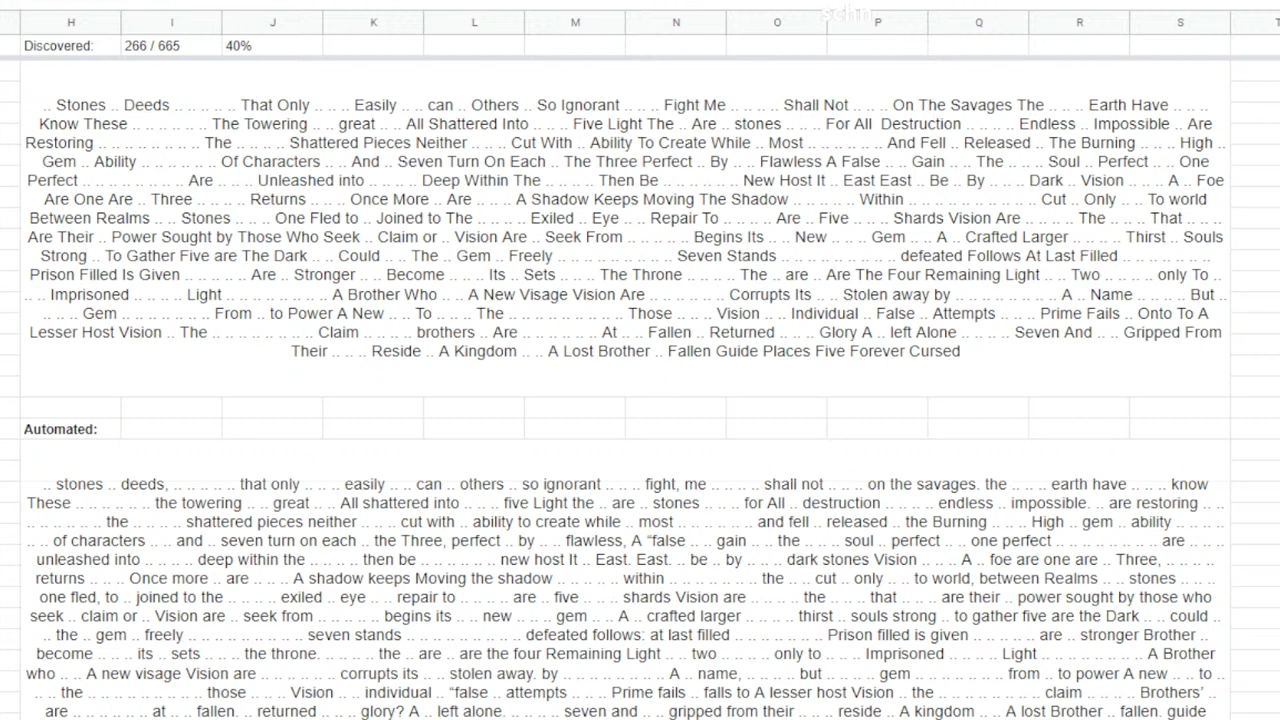 schn
H I J K L M N O P Q R S T
Discovered: 266 / 665 40%
.. Stones .. Deeds .. .. .. .. .. That Only .. .. .. Easily .. .. can .. Others .. So Ignorant .. .. .. Fight Me .. .. .. .. Shall Not .. .. .. On The Savages The .. .. .. Earth Have .. .. ..
Know These .. .. .. .. .. .. The Towering .. .. great .. .. All Shattered Into .. .. .. Five Light The .. Are .. stones .. .. .. For All Destruction .. .. .. Endless .. Impossible .. Are
Restoring .. .. .. .. .. .. The .. .. .. .. Shattered Pieces Neither .. .. .. Cut With .. Ability To Create While .. Most .. .. .. .. .. .. And Fell .. Released .. The Burning .. .. .. High ..
Gem .. Ability .. .. .. .. .. .. Of Characters .. .. And .. Seven Turn On Each .. The Three Perfect .. By .. .. Flawless A False .. .. Gain .. .. The .. .. Soul .. Perfect .. .. One
Perfect .. .. .. .. .. .. .. .. Are .. .. .. Unleashed into .. .. .. .. Deep Within The .. .. .. .. Then Be .. .. .. .. .. .. New Host It .. East East .. Be .. By .. .. .. Dark .. Vision .. .. .. A .. Foe
Are One Are .. Three .. .. .. .. Returns .. .. .. Once More .. Are .. .. .. A Shadow Keeps Moving The Shadow .. .. .. .. .. Within .. .. .. .. .. .. .. .. Cut .. Only .. .. To world
Between Realms .. .. Stones .. .. .. One Fled to .. Joined to The .. .. .. .. Exiled .. Eye .. .. Repair To .. .. .. .. Are .. Five .. .. .. Shards Vision Are .. .. .. .. The .. .. .. That .. .. ..
Are Their .. Power Sought by Those Who Seek .. Claim or .. Vision Are .. Seek From .. .. .. .. .. Begins Its .. .. New .. .. .. Gem .. .. A .. Crafted Larger .. .. .. .. Thirst .. Souls
Strong .. To Gather Five are The Dark .. .. Could .. .. The .. Gem .. Freely .. .. .. .. .. .. .. .. .. Seven Stands .. .. .. .. .. .. .. .. .. defeated Follows At Last Filled .. .. .. .. .. .. ..
Prison Filled Is Given .. .. .. .. .. Are .. Stronger .. Become .. .. .. Its .. Sets .. .. .. The Throne .. .. .. .. The .. are .. Are The Four Remaining Light .. Two .. .. .. .. only To ..
.. .. Imprisoned .. .. .. .. Light .. .. .. .. .. .. .. .. A Brother Who .. .. A New Visage Vision Are .. .. .. .. .. .. Corrupts Its .. .. Stolen away by .. .. .. .. .. .. .. .. A .. Name .. .. .. .. But ..
.. .. .. Gem .. .. .. .. .. From .. to Power A New .. .. To .. .. .. The .. .. .. .. .. .. .. Those .. .. .. Vision .. Individual .. False .. Attempts .. .. .. Prime Fails .. Onto To A
Lesser Host Vision .. The .. .. .. .. .. .. .. .. Claim .. .. .. brothers .. Are .. .. .. .. .. .. At .. .. Fallen .. Returned .. .. .. Glory A .. left Alone .. .. .. .. Seven And .. .. Gripped From
Their .. .. .. Reside .. A Kingdom .. .. A Lost Brother .. Fallen Guide Places Five Forever Cursed
Automated:
.. stones .. deeds, .. .. .. .. .. that only .. .. .. easily .. .. can .. others .. so ignorant .. .. .. fight, me .. .. .. .. shall not .. .. .. on the savages. the .. .. .. earth have .. .. .. know
These .. .. .. .. .. .. the towering .. .. great .. .. All shattered into .. .. .. five Light the .. are .. stones .. .. .. for All .. destruction .. .. .. .. endless .. impossible. .. are restoring .. ..
.. .. .. .. .. .. the .. .. .. .. shattered pieces neither .. .. .. cut with .. ability to create while .. most .. .. .. .. .. .. and fell .. released .. the Burning .. .. .. High .. gem .. ability .. .. ..
.. .. .. of characters .. .. and .. seven turn on each .. the Three, perfect .. by .. .. flawless, A “false .. .. gain .. .. the .. .. soul .. perfect .. .. one perfect .. .. .. .. .. .. .. .. are .. .. ..
unleashed into .. .. .. .. deep within the .. .. .. .. then be .. .. .. .. .. .. new host It .. East. East. .. be .. by .. .. .. dark stones Vision .. .. .. A .. foe are one are .. Three, .. .. .. ..
returns .. .. .. Once more .. are .. .. .. A shadow keeps Moving the shadow .. .. .. .. .. within .. .. .. .. .. .. .. the .. .. cut .. only .. .. to world, between Realms .. .. stones .. .. ..
one fled, to .. joined to the .. .. .. .. exiled .. eye .. .. repair to .. .. .. .. are .. five .. .. .. shards Vision are .. .. .. .. the .. .. .. that .. .. .. are their .. power sought by those who
seek .. claim or .. Vision are .. seek from .. .. .. .. .. begins its .. .. new .. .. .. gem .. .. A .. crafted larger .. .. .. .. thirst .. souls strong .. to gather five are the Dark .. .. could ..
.. the .. gem .. freely .. .. .. .. .. .. .. .. .. seven stands .. .. .. .. .. .. .. .. .. defeated follows: at last filled .. .. .. .. .. .. .. Prison filled is given .. .. .. .. .. are .. stronger Brother ..
become .. .. .. its .. sets .. .. .. the throne. .. .. .. .. the .. are .. are the four Remaining Light .. two .. .. .. .. only to .. .. .. Imprisoned .. .. .. .. Light .. .. .. .. .. .. .. .. A Brother
who .. .. A new visage Vision are .. .. .. .. .. .. corrupts its .. .. stolen away. by .. .. .. .. .. .. .. .. A .. name, .. .. .. .. but .. .. .. .. gem .. .. .. .. .. from .. to power A new .. .. to..
.. .. the .. .. .. .. .. .. .. those .. .. .. Vision .. individual .. “false .. attempts .. .. .. Prime fails .. falls to A lesser host Vision .. the .. .. .. .. .. .. .. .. claim .. .. .. Brothers’ ..
are .. .. .. .. .. .. at .. .. fallen. .. returned .. .. .. glory? A .. left alone. .. .. .. .. seven and .. .. gripped from their .. .. .. reside .. A kingdom .. .. A lost Brother .. fallen. guide